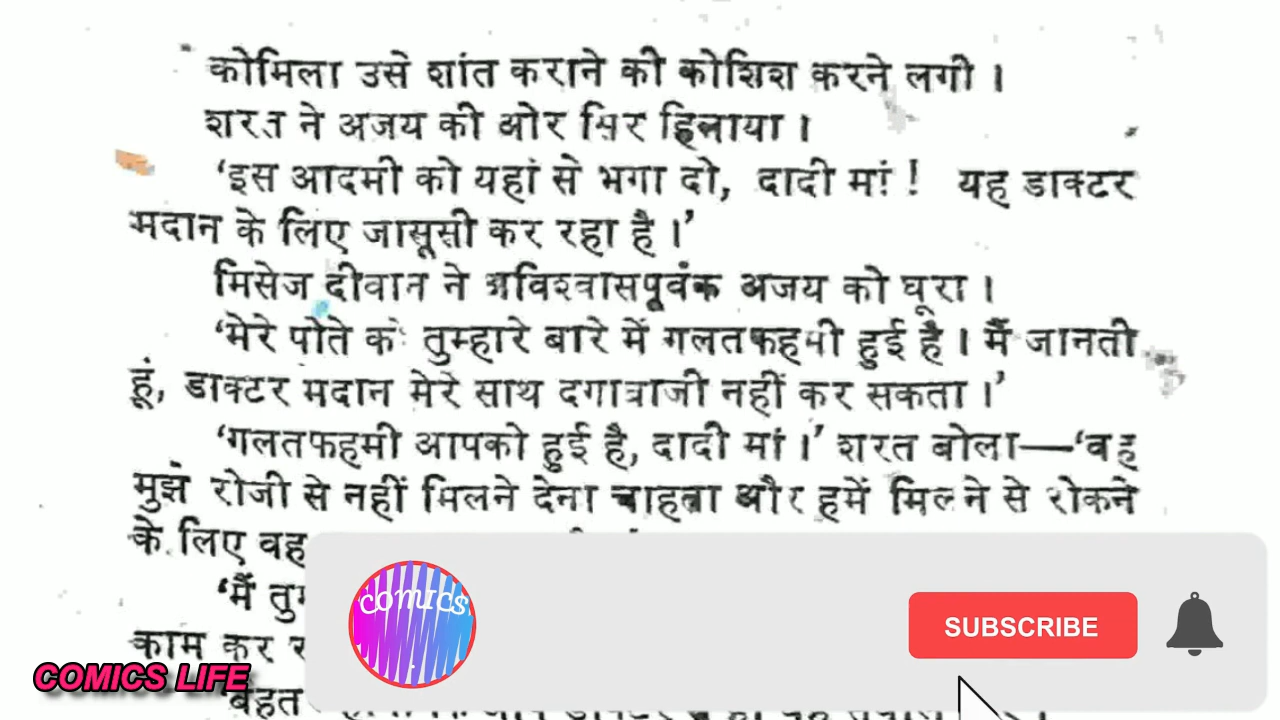 कोमिला उसे शांत कराने की कोशिश करने लगी ।
शरत ने अजय की ओर सिर हिलाया ।
‘इस आदमी को यहां से भगा दो, दादी मां ! यह डाक्टर
मदान के लिए जासूसी कर रहा है ।’
मिसेज दीवान ने अविश्वासपूर्वक अजय को घूरा ।
‘मेरे पोते को तुम्हारे बारे में गलतफहमी हुई है । मैं जानती
हूं, डाक्टर मदान मेरे साथ दगाबाजी नहीं कर सकता ।’
‘गलतफहमी आपको हुई है, दादी मां ।’ शरत बोला—‘वह
मुझे रोजी से नहीं मिलने देना चाहता और हमें मिलने से रोकने
के लिए वह
‘मैं
काम कर
comics
SUBSCRIBE
COMICS LIFE